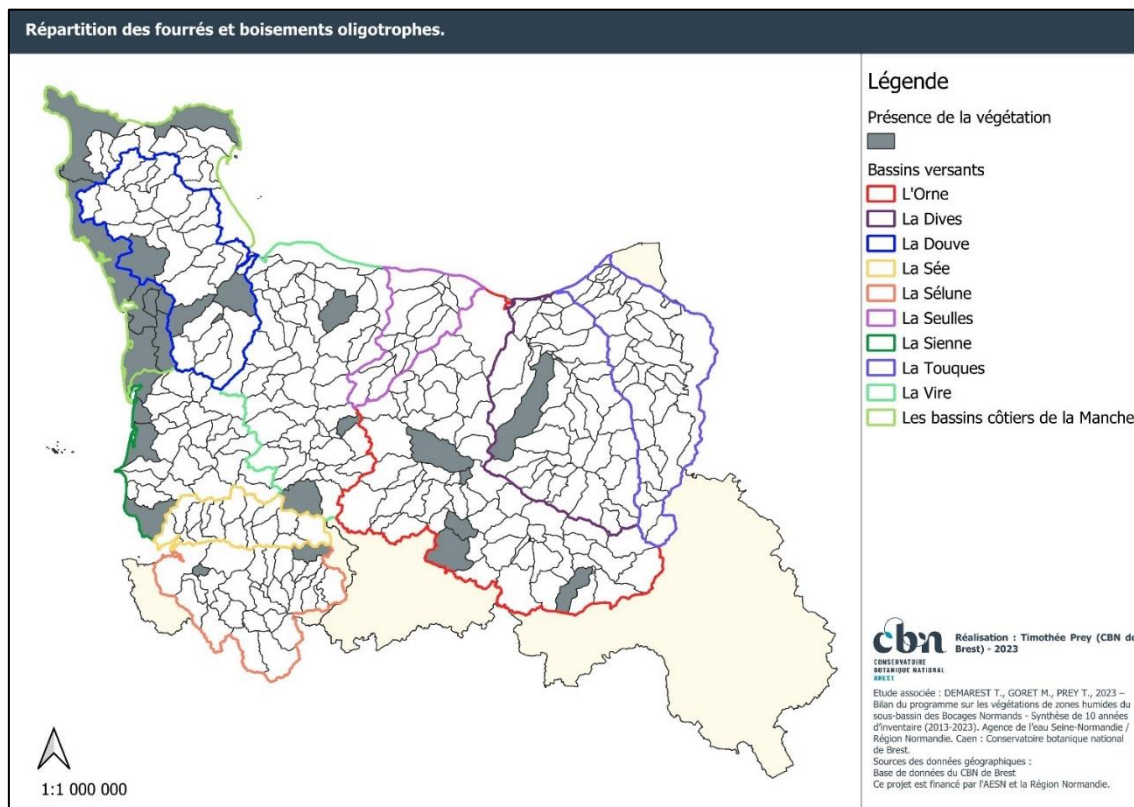 Répartition des fourrés et boisements oligotrophes.
Légende
Présence de la végétation
Bassins versants
L'Orne
La Dives
La Douve
La Sée
La Sélune
La Seulles
La Sienne
La Touques
La Vire
Les bassins côtiers de la Manche
1:1 000 000
cbn
CONSERVATOIRE
BOTANIQUE NATIONAL
BREST
Réalisation : Timothée Prey (CBN de
Brest) - 2023
Etude associée : DEMAREST T., GORET M., PREY T., 2023 –
Bilan du programme sur les végétations de zones humides du
sous-bassin des Bocages Normands - Synthèse de 10 années
d'inventaire (2013-2023). Agence de l'eau Seine-Normandie /
Région Normandie. Caen : Conservatoire botanique national
de Brest.
Sources des données géographiques :
Base de données du CBN de Brest
Ce projet est financé par l'AESN et la Région Normandie.